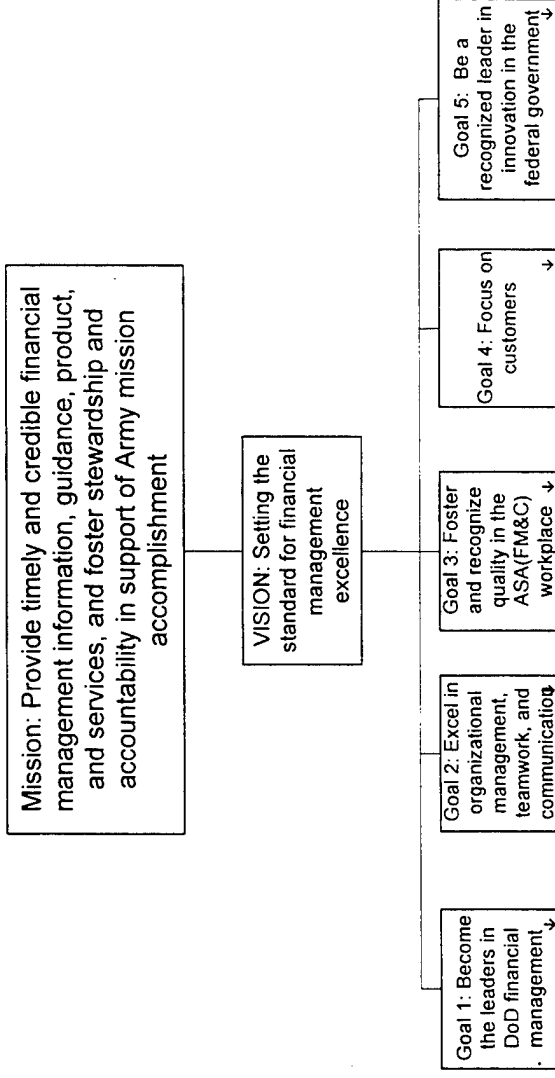 Mission: Provide timely and credible financial
management information, guidance, product,
and services, and foster stewardship and
accountability in support of Army mission
accomplishment
VISION: Setting the
standard for financial
management
excellence
Goal 1: Become
the leaders in
DoD financial
management
Goal 2: Excel in
organizational
management,
teamwork, and
communication
Goal 3: Foster
and recognize
quality in the
ASA(FM&C)
workplace
Goal 4: Focus on
customers
Goal 5: Be a
recognized leader in
innovation in the
federal government